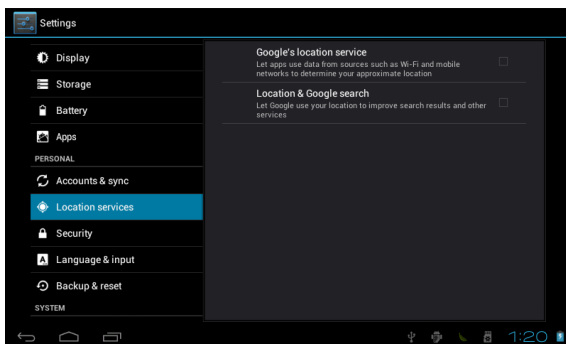 Settings
Display
Storage
Battery
Apps
PERSONAL
Accounts & sync
Location services
Security
A Language & input
Backup & reset
SYSTEM
Google's location service
Let apps use data from sources such as Wi-Fi and mobile
networks to determine your approximate location
Location & Google search
Let Google use your location to improve search results and other
services
1:20